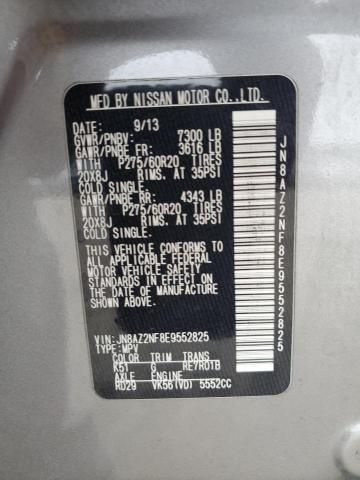 MFD BY NISSAN MOTOR CO.,LTD.
DATE: 9/13
GVWR/PNBV: 7300 LB
GAWR/PNBE FR: 3616 LB
WITH P275/60R20 TIRES
20X8J RIMS. AT 35PSI
COLD SINGLE.
GAWR/PNBE RR: 4343 LB
WITH P275/60R20 TIRES
20X8J RIMS. AT 35PSI
COLD SINGLE.
THIS VEHICLE CONFORMS TO
ALL APPLICABLE FEDERAL
MOTOR VEHICLE SAFETY
STANDARDS IN EFFECT
ON THE DATE OF
MANUFACTURE SHOWN ABOVE.
VIN:JN8AZ2NF8E9552825
TYPE:MPV
COLOR TRIM TRANS
K51 G RE7R01B
AXLE ENGINE
RD29 VK56(VD) 5552CC
JN8AZ2NF8E9552825